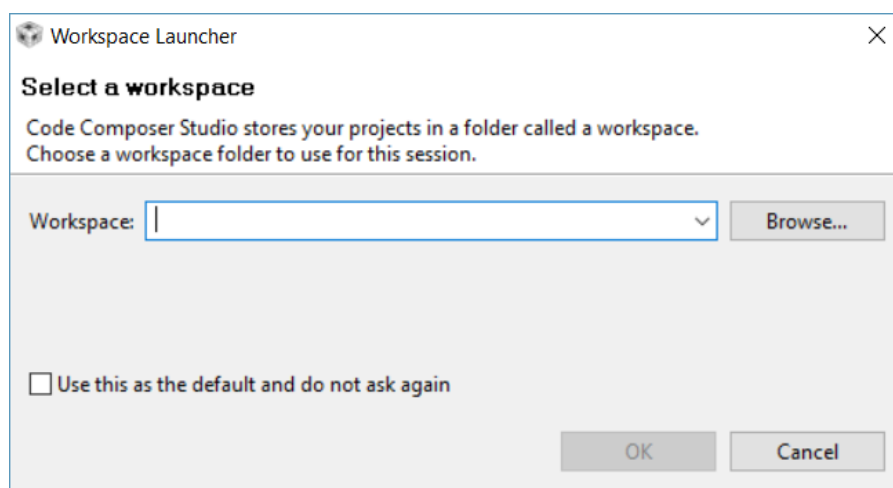 Workspace Launcher
Select a workspace
Code Composer Studio stores your projects in a folder called a workspace.
Choose a workspace folder to use for this session.
Workspace: Browse...
Use this as the default and do not ask again
OK Cancel